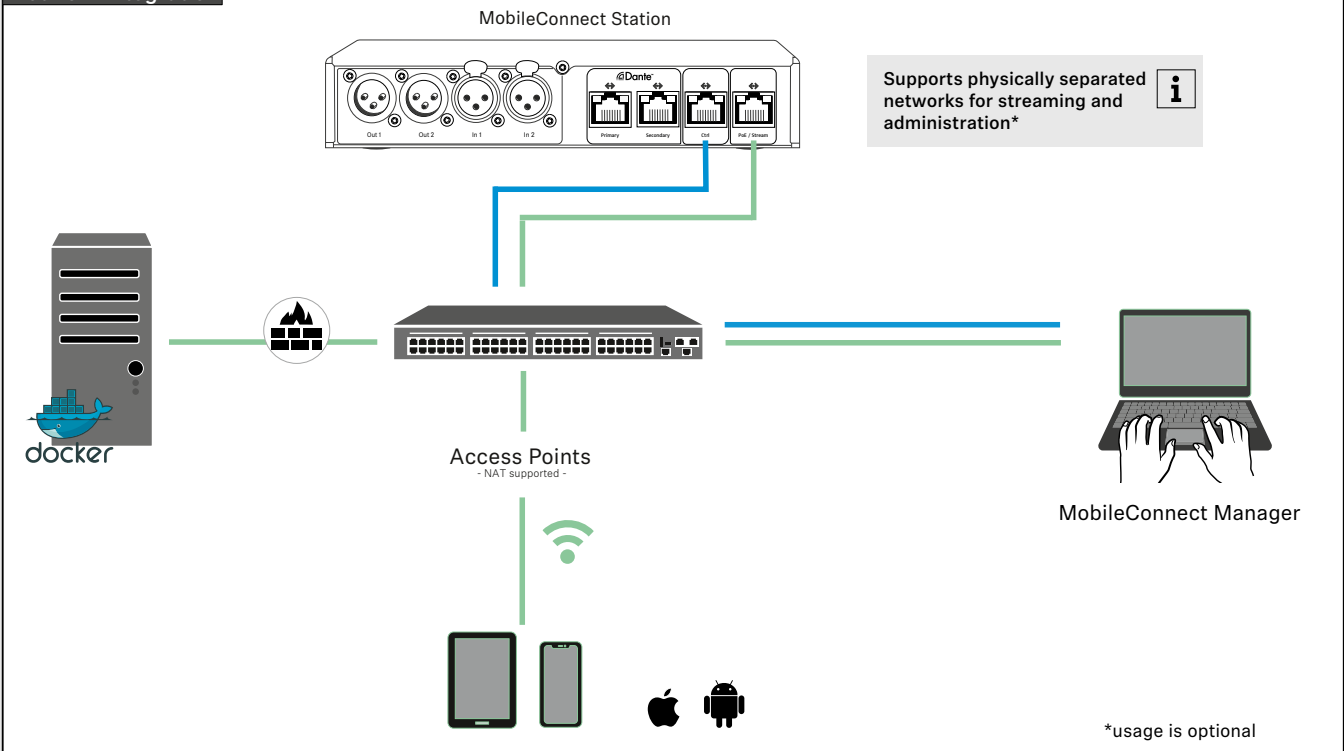 MobileConnect Station
Dante
Out 1
Out 2
In 1
In 2
Primary
Secondary
Ctrl
PoE / Stream
Supports physically separated
networks for streaming and
administration*
i
docker
Access Points
- NAT supported -
MobileConnect Manager
*usage is optional